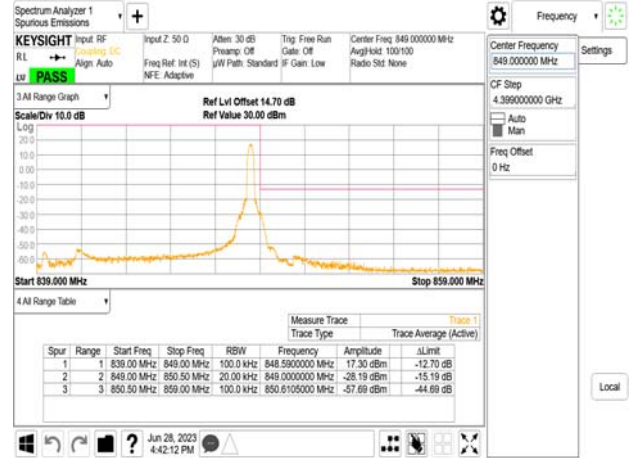 Spectrum Analyzer 1
Spurious Emissions
Frequency
KEYSIGHT Input: RF
Coupling: DC
Align: Auto
RL
LU PASS
Input Z: 50 Ω
Freq Ref: Int (S)
NFE: Adaptive
Atten: 30 dB
Preamp: Off
µW Path: Standard
Trig: Free Run
Gate: Off
IF Gain: Low
Center Freq: 849.000000 MHz
Avg|Hold: 100/100
Radio Std: None
Center Frequency
849.000000 MHz
Settings
CF Step
4.399000000 GHz
Auto
Man
Freq Offset
0 Hz
3 All Range Graph
Ref Lvl Offset 14.70 dB
Scale/Div 10.0 dB
Ref Value 30.00 dBm
Log
20.0
10.0
0.00
-10.0
-20.0
-30.0
-40.0
-50.0
-60.0
Start 839.000 MHz
Stop 859.000 MHz
4 All Range Table
Measure Trace Trace 1
Trace Type Trace Average (Active)
Spur Range Start Freq Stop Freq RBW Frequency Amplitude ΔLimit
1 1 839.00 MHz 849.00 MHz 100.0 kHz 848.5900000 MHz 17.30 dBm -12.70 dB
2 2 849.00 MHz 850.50 MHz 20.00 kHz 849.0000000 MHz -28.19 dBm -15.19 dB
3 3 850.50 MHz 859.00 MHz 100.0 kHz 850.6105000 MHz -57.69 dBm -44.69 dB
Local
?
Jun 28, 2023
4:42:12 PM